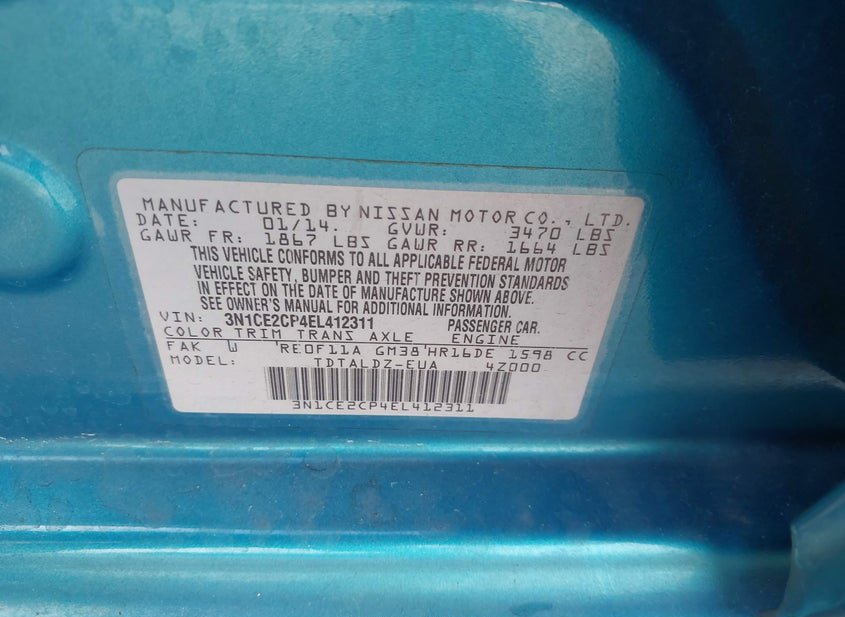 MANUFACTURED BY NISSAN MOTOR CO., LTD.
DATE: 01/14. GVWR: 3470 LBS
GAWR FR: 1867 LBS GAWR RR: 1664 LBS
THIS VEHICLE CONFORMS TO ALL APPLICABLE FEDERAL MOTOR
VEHICLE SAFETY, BUMPER AND THEFT PREVENTION STANDARDS
IN EFFECT ON THE DATE OF MANUFACTURE SHOWN ABOVE.
SEE OWNER'S MANUAL FOR ADDITIONAL INFORMATION.
VIN: 3N1CE2CP4EL412311 PASSENGER CAR.
COLOR TRIM TRANS AXLE ENGINE
FAK W 'RE0F11A GM38'HR16DE 1598 CC
MODEL: TDTALDZ-EUA 4Z000
3N1CE2CP4EL412311